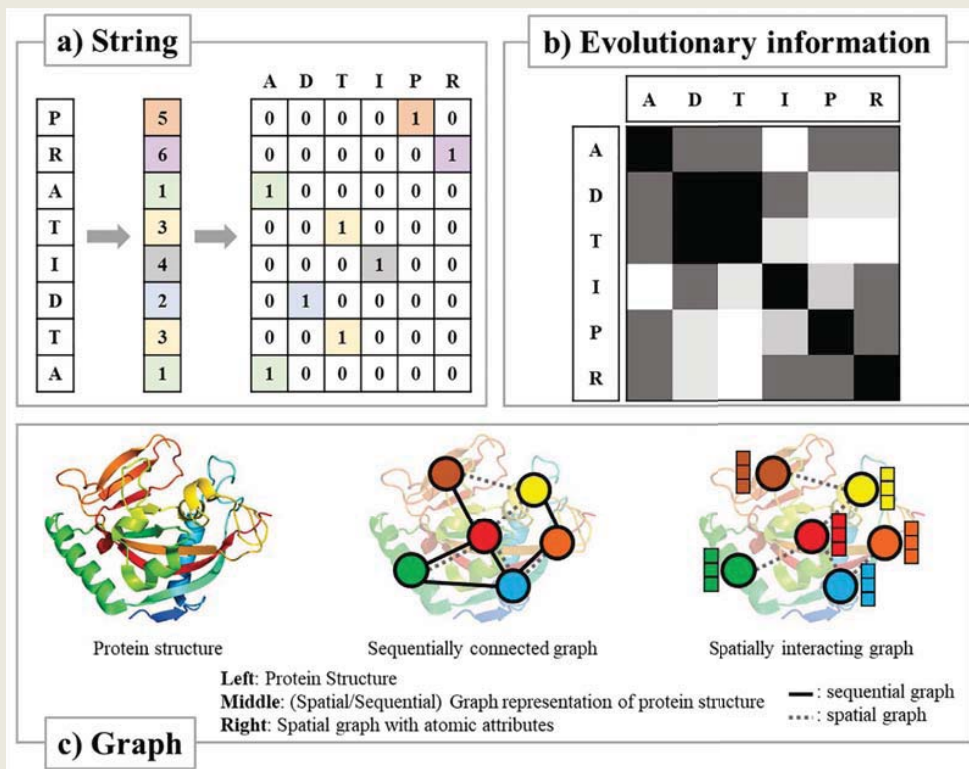 a) String
A D T I P R
P 5 0 0 0 0 1 0
R 6 0 0 0 0 0 1
A 1 1 0 0 0 0 0
T 3 0 0 1 0 0 0
I 4 0 0 0 1 0 0
D 2 0 1 0 0 0 0
T 3 0 0 1 0 0 0
A 1 1 0 0 0 0 0
b) Evolutionary information
A D T I P R
A
D
T
I
P
R
Protein structure
Sequentially connected graph
Spatially interacting graph
Left: Protein Structure
Middle: (Spatial/Sequential) Graph representation of protein structure
Right: Spatial graph with atomic attributes
: sequential graph
: spatial graph
c) Graph